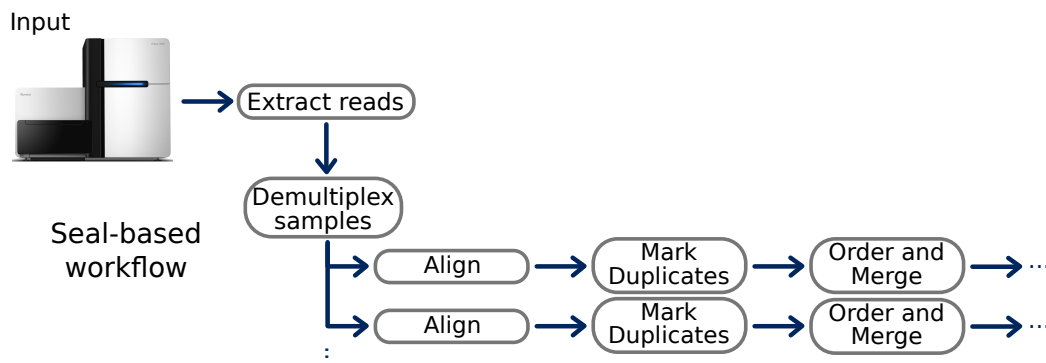 Input
Extract reads
Demultiplex
samples
Seal-based
workflow
Align
Mark
Duplicates
Order and
Merge
...
Align
Mark
Duplicates
Order and
Merge
...
: